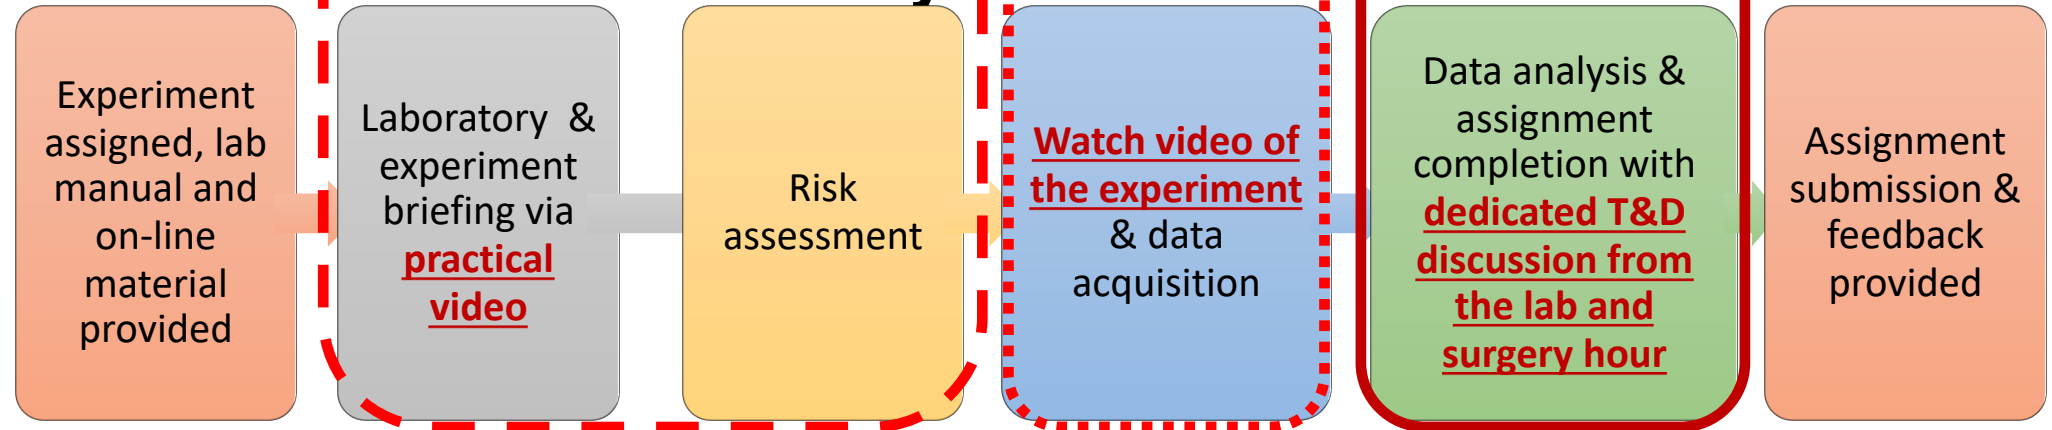 Experiment
assigned, lab
manual and
on-line
material
provided
Laboratory & 
experiment
briefing via
practical
video
Risk
assessment
Watch video of
the experiment
& data
acquisition
Data analysis &
assignment
completion with
dedicated T&D
discussion from
the lab and
surgery hour
Assignment
submission &
feedback
provided